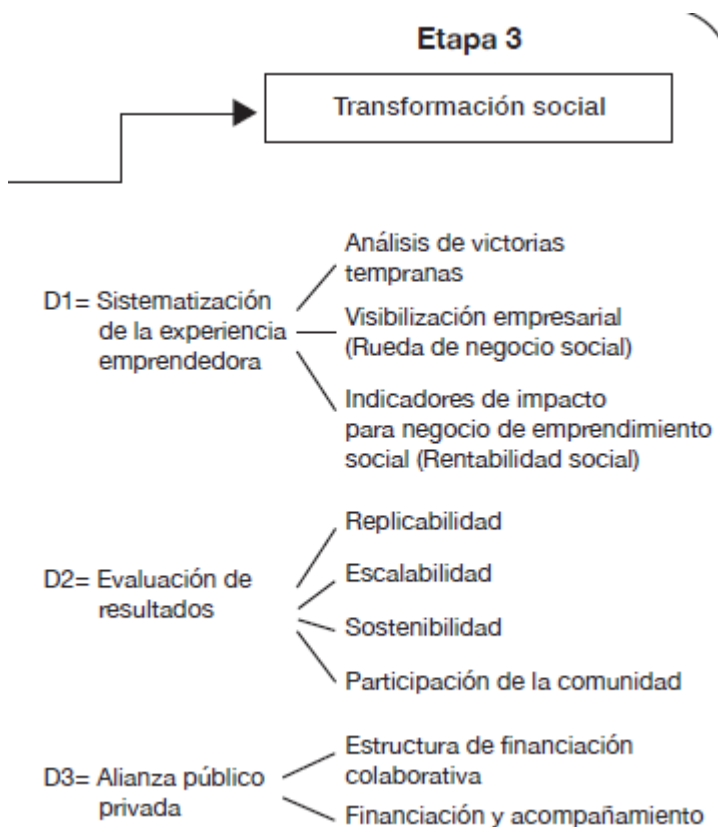 Etapa 3
Transformación social
D1= Sistematización
de la experiencia
emprendedora
Análisis de victorias
tempranas
Visibilización empresarial
(Rueda de negocio social)
Indicadores de impacto
para negocio de emprendimiento
social (Rentabilidad social)
D2= Evaluación de
resultados
Replicabilidad
Escalabilidad
Sostenibilidad
Participación de la comunidad
D3= Alianza público
privada
Estructura de financiación
colaborativa
Financiación y acompañamiento